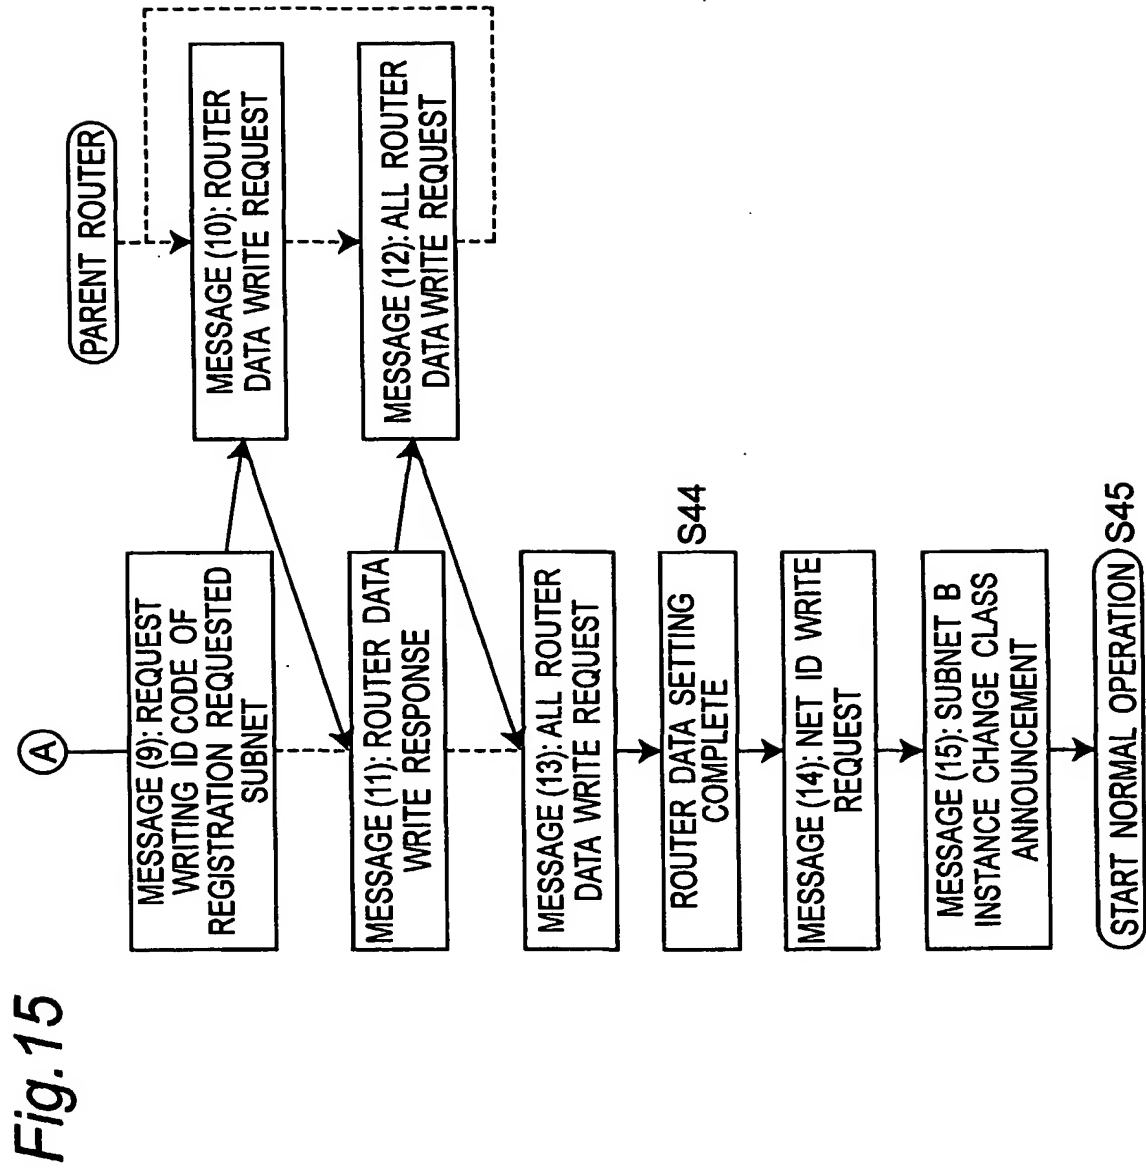 Fig.15
A
MESSAGE (9): REQUEST
WRITING ID CODE OF
REGISTRATION REQUESTED
SUBNET
MESSAGE (11): ROUTER DATA
WRITE RESPONSE
MESSAGE (13): ALL ROUTER
DATA WRITE REQUEST
ROUTER DATA SETTING
COMPLETE
S44
MESSAGE (14): NET ID WRITE
REQUEST
MESSAGE (15): SUBNET B
INSTANCE CHANGE CLASS
ANNOUNCEMENT
START NORMAL OPERATION
S45
PARENT ROUTER
MESSAGE (10): ROUTER
DATA WRITE REQUEST
MESSAGE (12): ALL ROUTER
DATA WRITE REQUEST